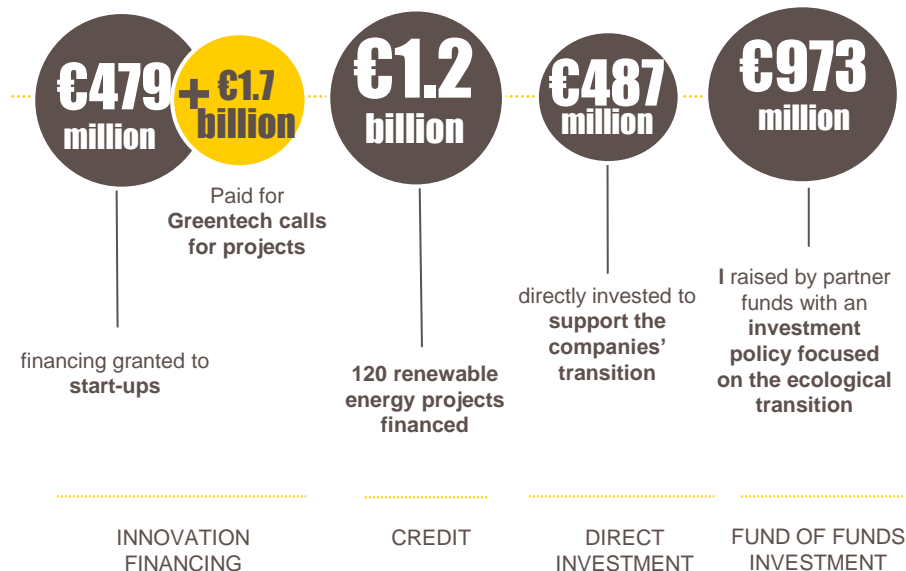 €479
million
+
€1.7
billion
Paid for
Greentech calls
for projects
financing granted to
start-ups
INNOVATION
FINANCING
€1.2
billion
120 renewable
energy projects
financed
CREDIT
€487
million
directly invested to
support the
companies’
transition
DIRECT
INVESTMENT
€973
million
I raised by partner
funds with an
investment
policy focused
on the ecological
transition
FUND OF FUNDS
INVESTMENT